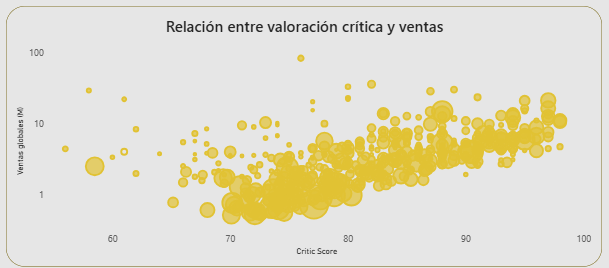 Relación entre valoración crítica y ventas
100
10
1
Ventas globales (M)
60 70 80 90 100
Critic Score